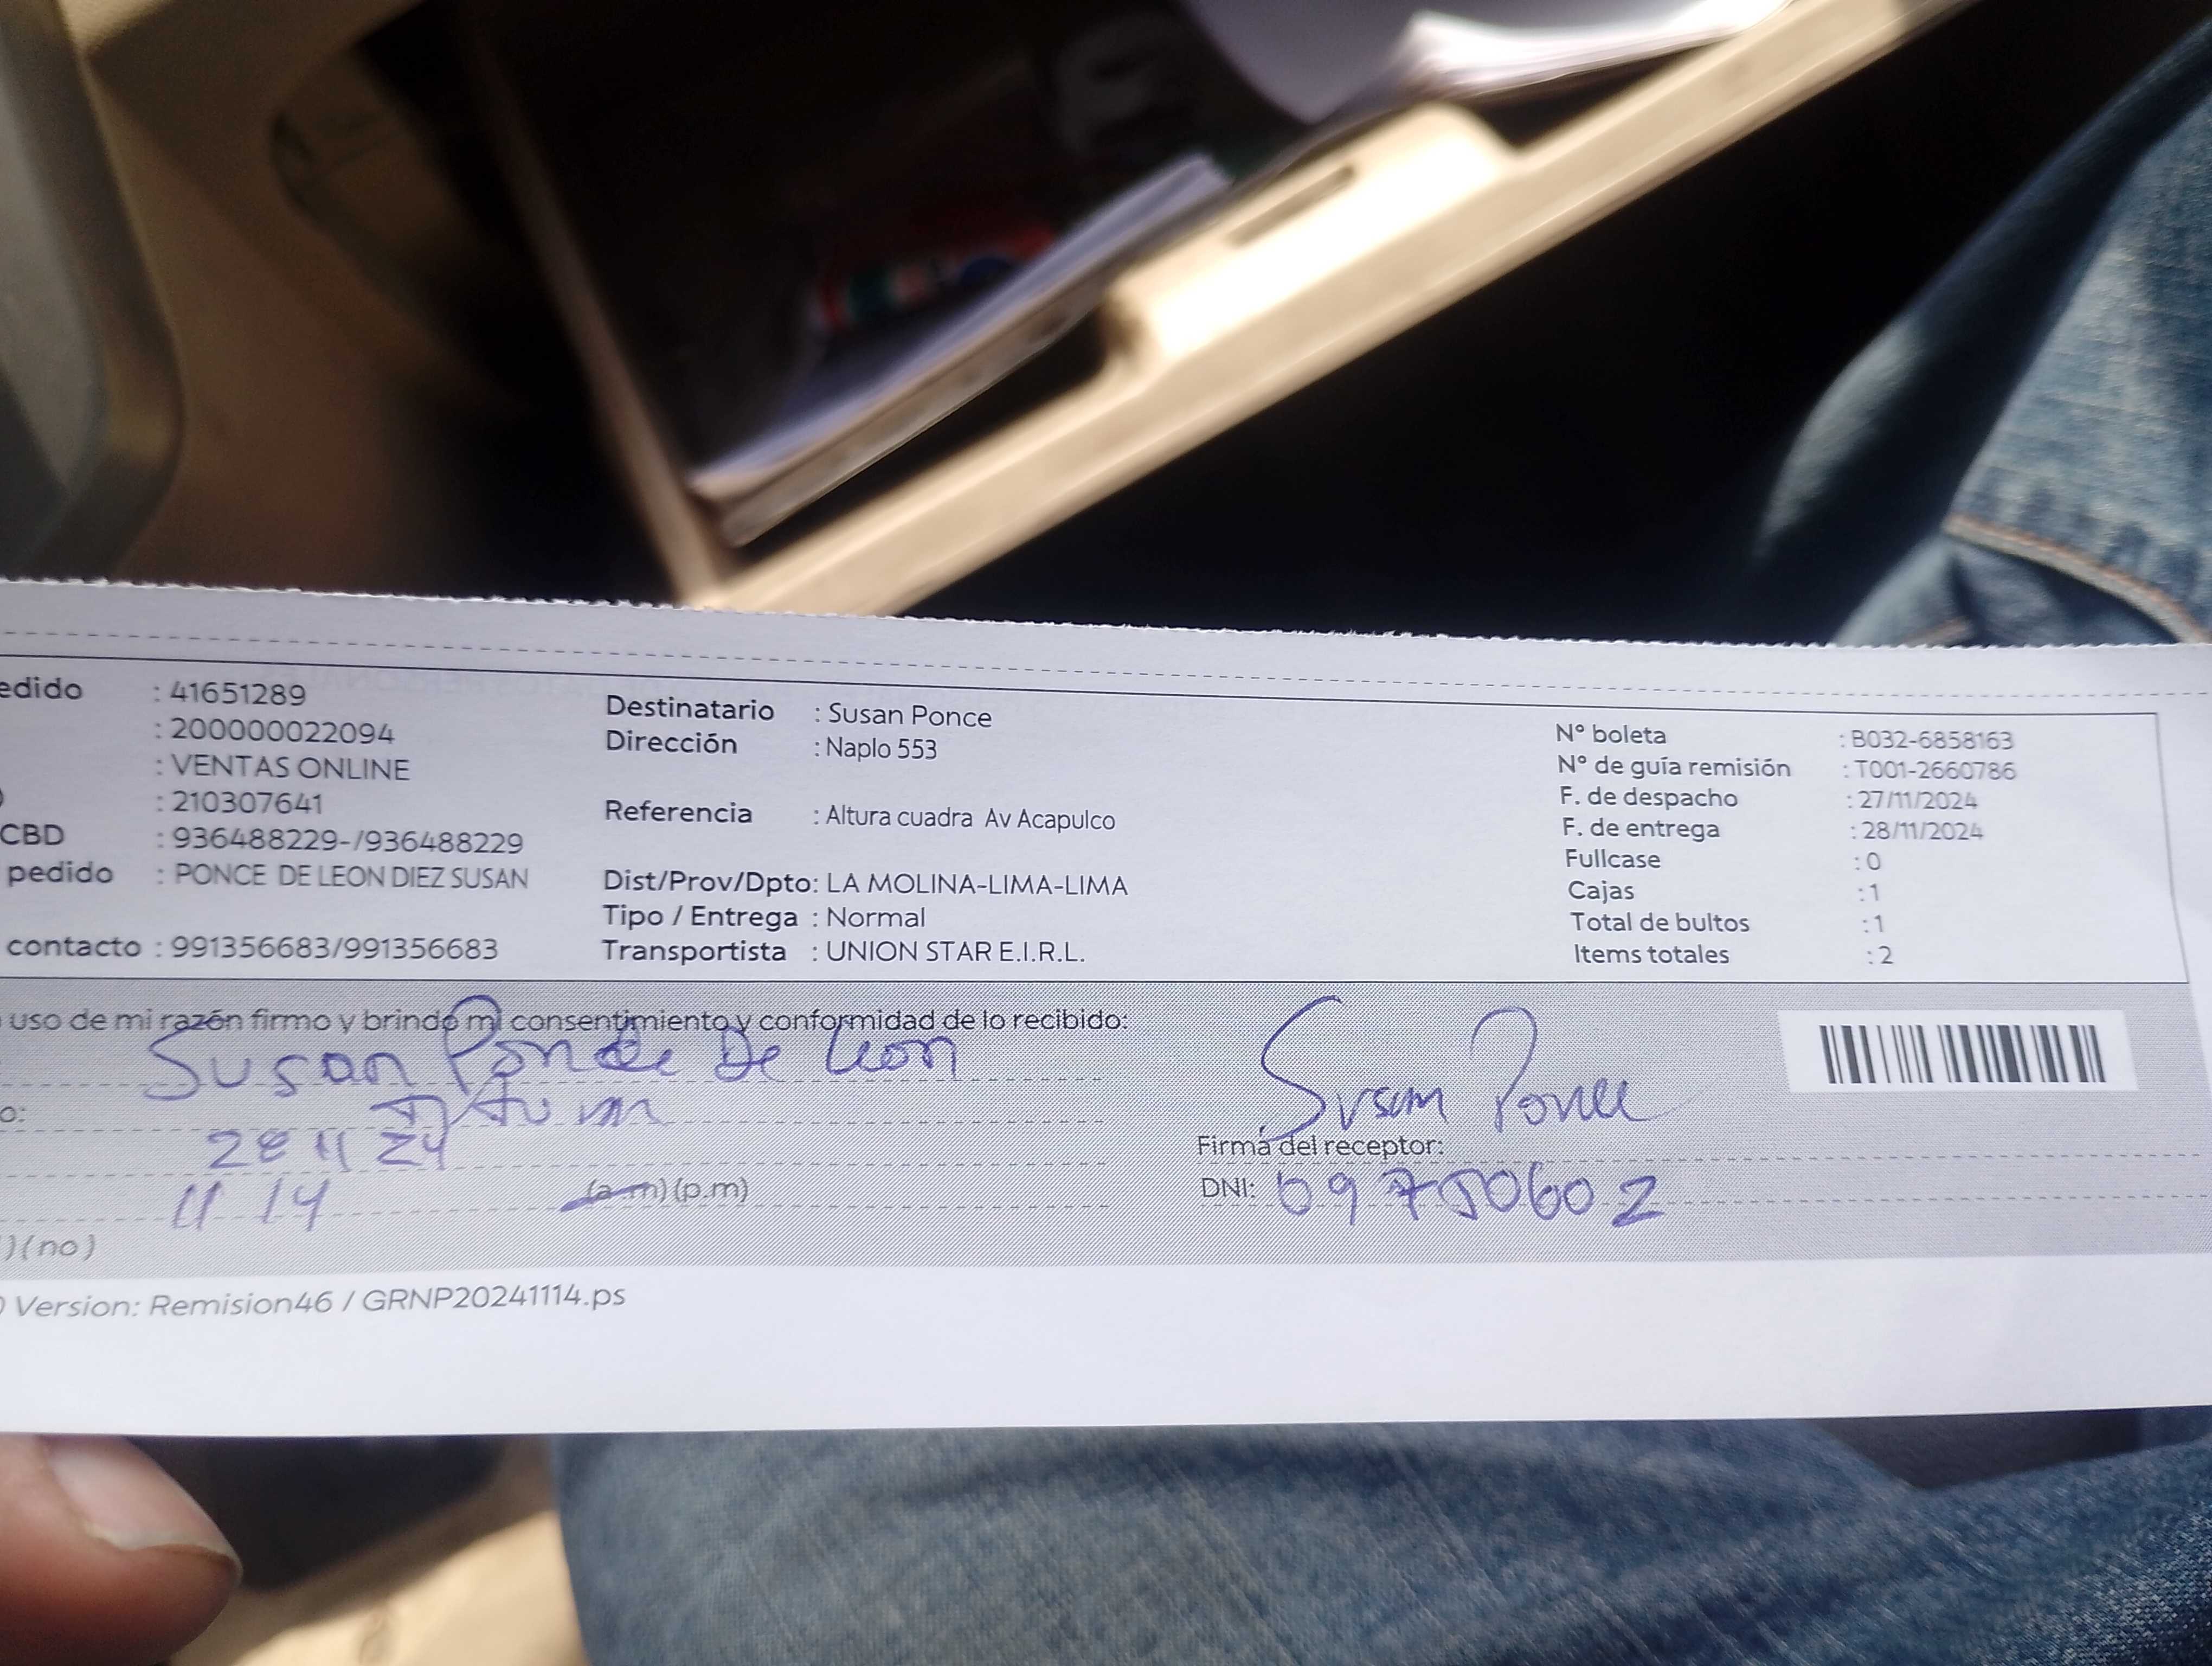 edido : 41651289
: 200000022094
: VENTAS ONLINE
: 210307641
CBD : 936488229-/936488229
pedido : PONCE DE LEON DIEZ SUSAN
contacto : 991356683/991356683
Destinatario : Susan Ponce
Dirección : Naplo 553
Referencia : Altura cuadra Av Acapulco
Dist/Prov/Dpto: LA MOLINA-LIMA-LIMA
Tipo / Entrega : Normal
Transportista : UNION STAR E.I.R.L.
N° boleta : B032-6858163
N° de guía remisión : T001-2660786
F. de despacho : 27/11/2024
F. de entrega : 28/11/2024
Fullcase : 0
Cajas : 1
Total de bultos : 1
Items totales : 2
uso de mi razón firmo y brindo mi consentimiento y conformidad de lo recibido:
Susan Ponce De Leon
o:
28 11 24
11 14 (a.m) (p.m)
)(no)
Susan Ponce
Firma del receptor:
DNI: 09750602
) Version: Remision46 / GRNP20241114.ps